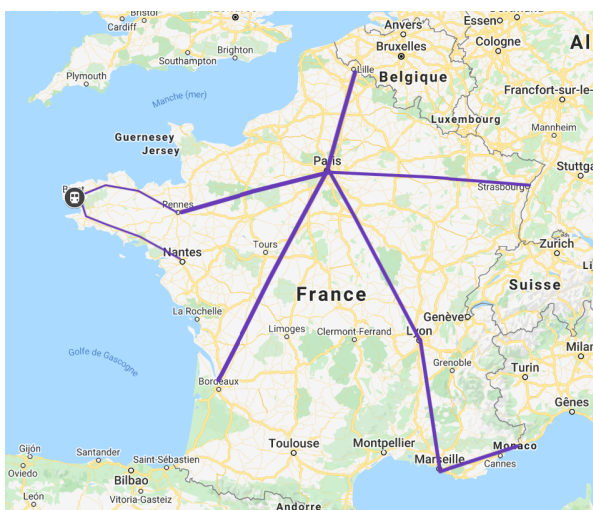 Bristol
Cardiff
Southampton
Brighton
Plymouth
Anvers
Essen
Bruxelles
Cologne
Al
Lille
Belgique
Francfort-sur-le-
Manche (mer)
Luxembourg
Mannheim
Guernesey
Jersey
Paris
Stuttga
Strasbourg
Rennes
Nantes
Tours
Zurich
Li
Suisse
France
La Rochelle
Genève
Limoges
Clermont-Ferrand
Lyon
Milan
Golfe de Gascogne
Grenoble
Turin
Bordeaux
Gênes
Toulouse
Montpellier
Monaco
Marseille
Cannes
Gijón
Santander
Saint-Sébastien
Oviedo
Bilbao
León
Vitoria-Gasteiz
Andorre